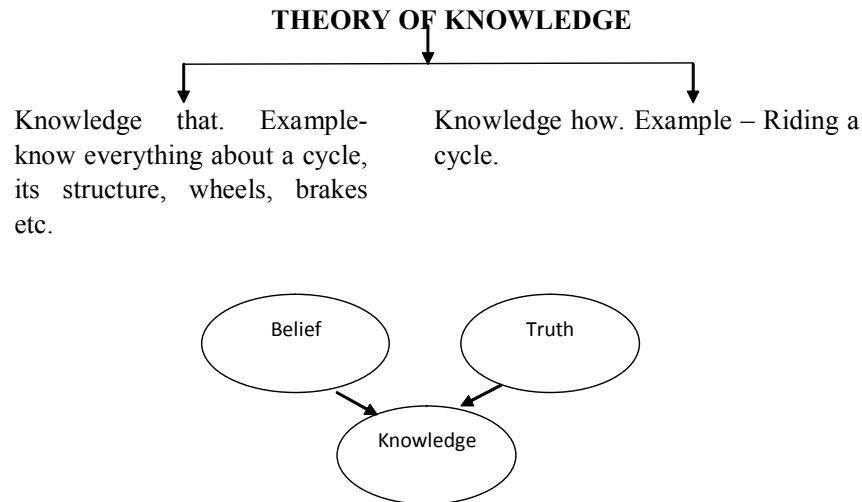 THEORY OF KNOWLEDGE
Knowledge that. Example-
know everything about a cycle,
its structure, wheels, brakes
etc.
Knowledge how. Example – Riding a
cycle.
Belief
Truth
Knowledge